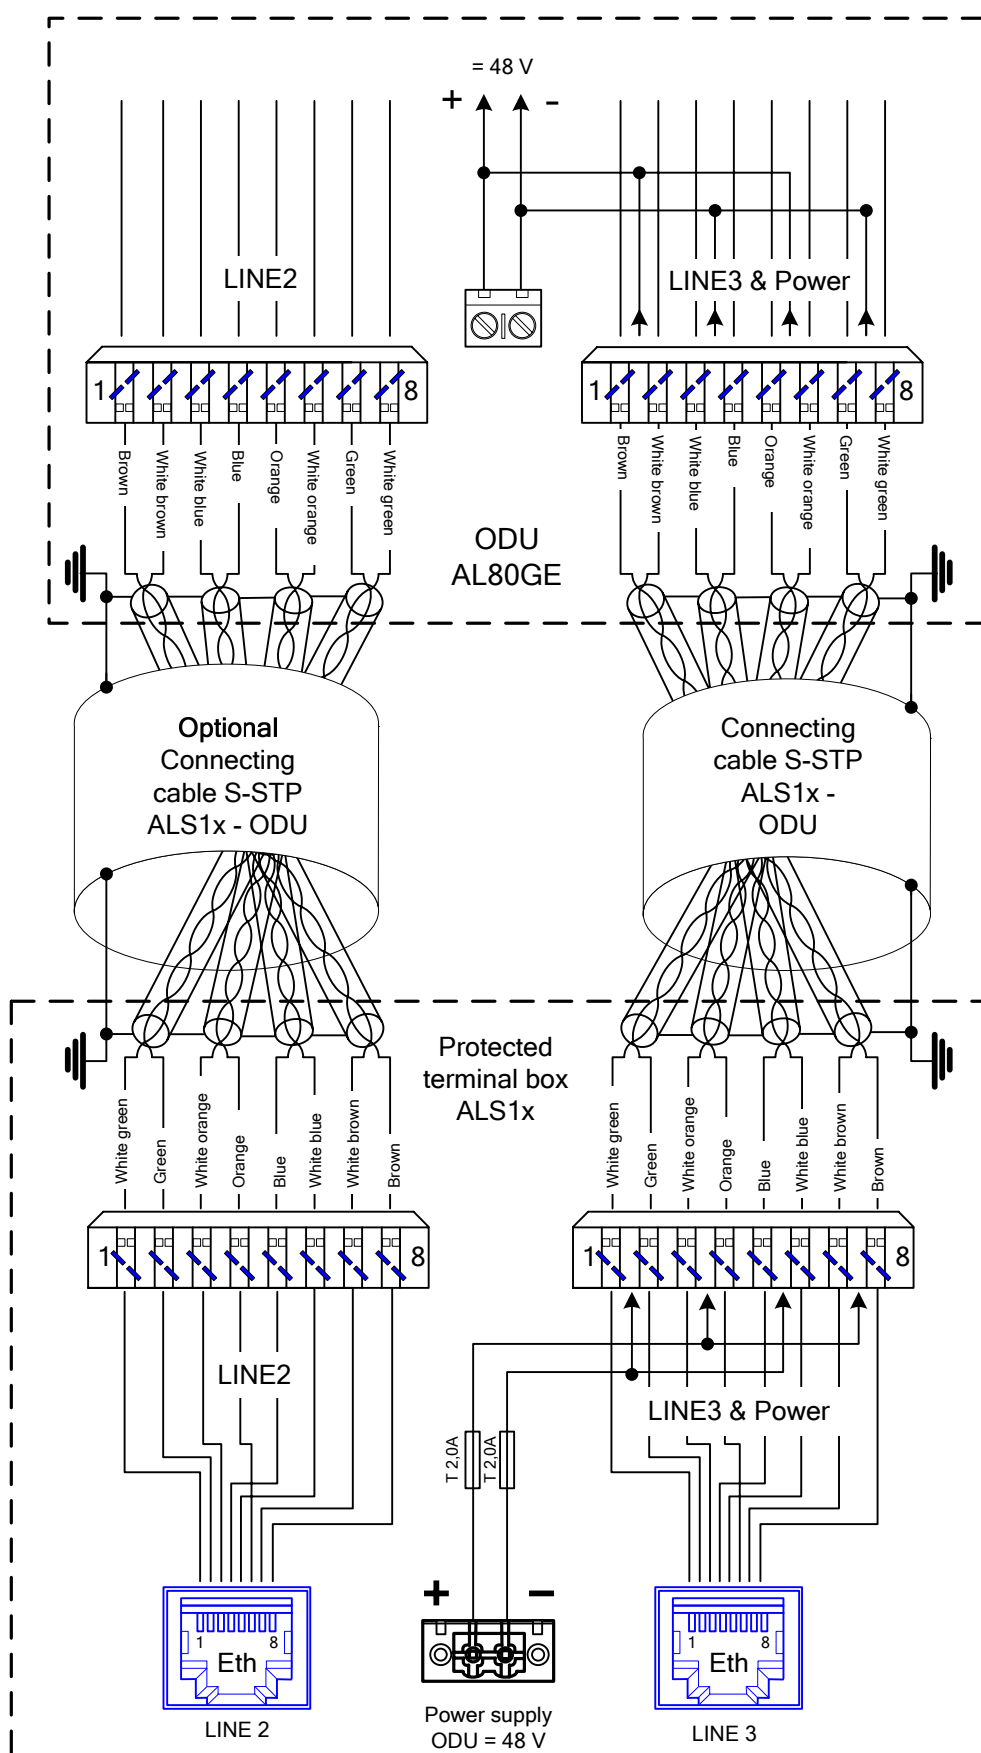 = 48 V
+ -
LINE2
LINE3 & Power
1 8
1 8
Brown
White brown
White blue
Blue
Orange
White orange
Green
White green
Brown
White brown
White blue
Blue
Orange
White orange
Green
White green
ODU
AL80GE
Optional
Connecting
cable S-STP
ALS1x - ODU
Connecting
cable S-STP
ALS1x -
ODU
Protected
terminal box
ALS1x
White green
Green
White orange
Orange
Blue
White blue
White brown
Brown
White green
Green
White orange
Orange
Blue
White blue
White brown
Brown
1 8
1 8
LINE2
LINE3 & Power
T 2,0A
T 2,0A
+ −
1 8
Eth
LINE 2
Power supply
ODU = 48 V
1 8
Eth
LINE 3